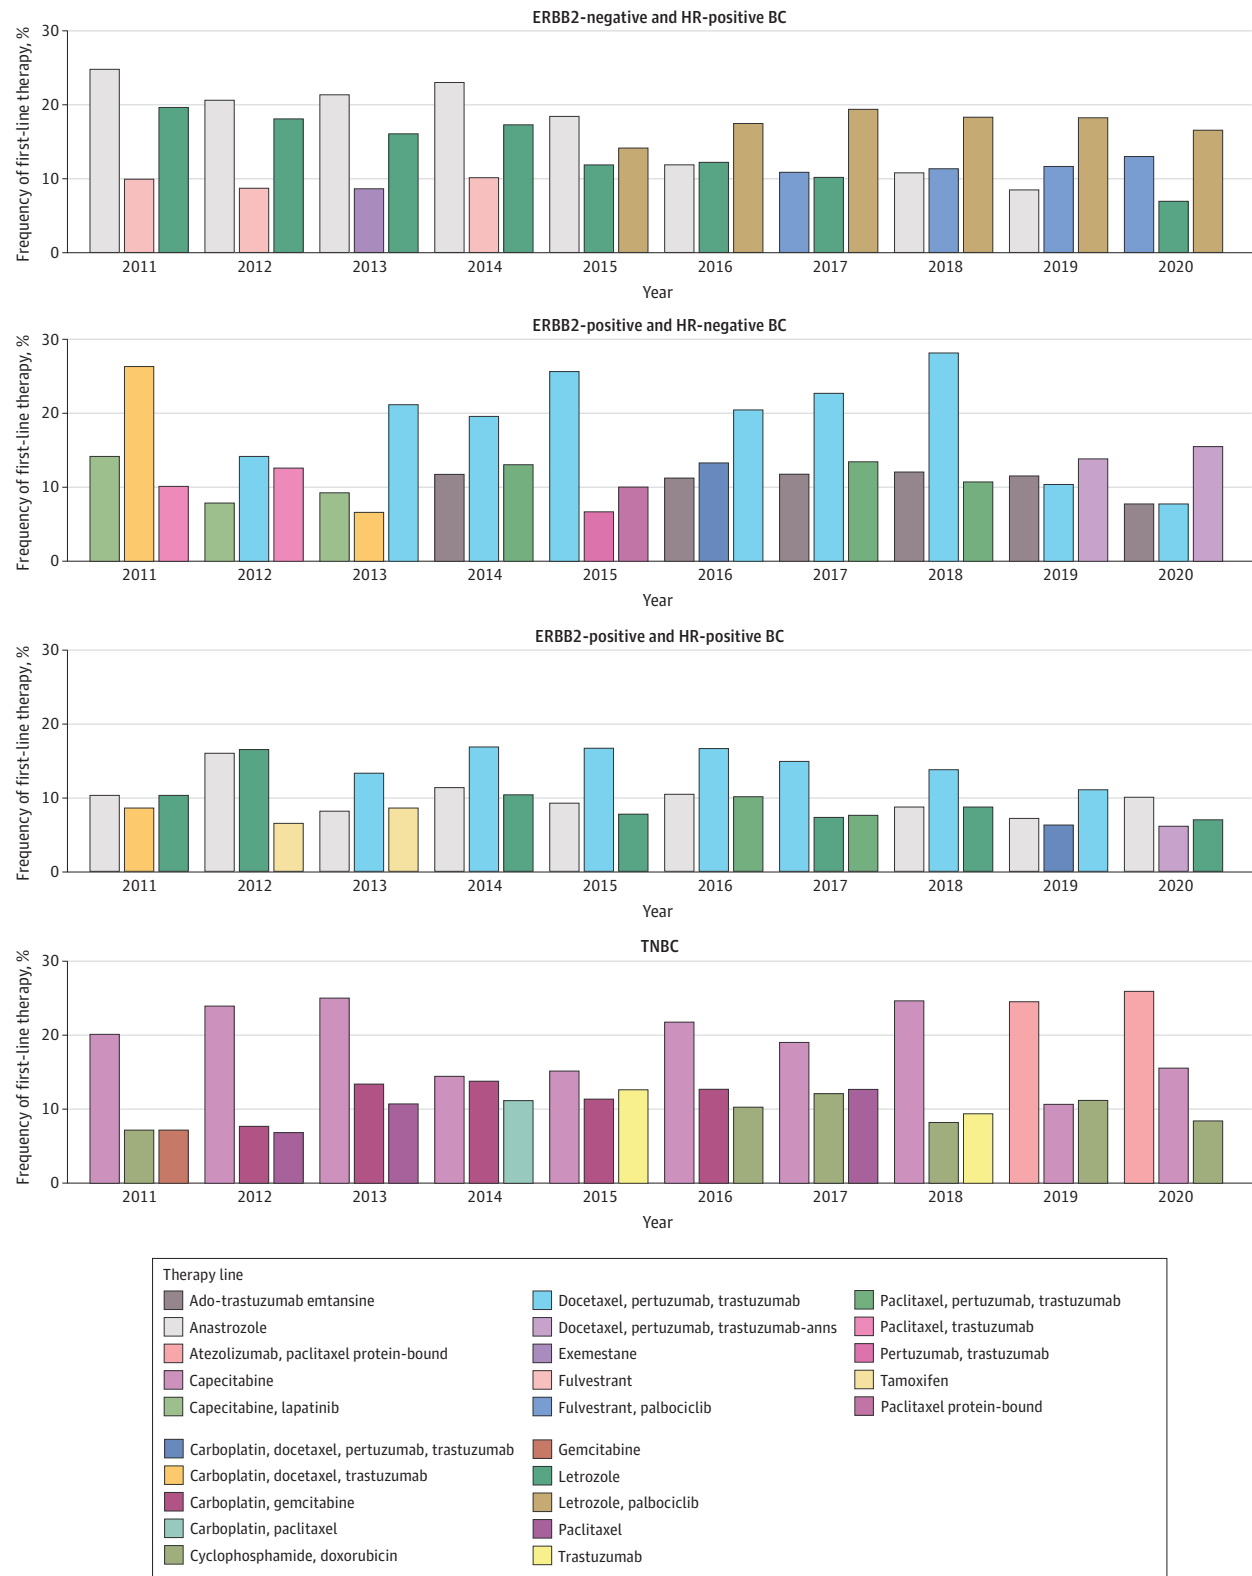 ERBB2-negative and HR-positive BC
Frequency of first-line therapy, %
30
20
10
0
2011 2012 2013 2014 2015 2016 2017 2018 2019 2020
Year
ERBB2-positive and HR-negative BC
Frequency of first-line therapy, %
30
20
10
0
2011 2012 2013 2014 2015 2016 2017 2018 2019 2020
Year
ERBB2-positive and HR-positive BC
Frequency of first-line therapy, %
30
20
10
0
2011 2012 2013 2014 2015 2016 2017 2018 2019 2020
Year
TNBC
Frequency of first-line therapy, %
30
20
10
0
2011 2012 2013 2014 2015 2016 2017 2018 2019 2020
Year
Therapy line
Ado-trastuzumab emtansine
Anastrozole
Atezolizumab, paclitaxel protein-bound
Capecitabine
Capecitabine, lapatinib
Carboplatin, docetaxel, pertuzumab, trastuzumab
Carboplatin, docetaxel, trastuzumab
Carboplatin, gemcitabine
Carboplatin, paclitaxel
Cyclophosphamide, doxorubicin
Docetaxel, pertuzumab, trastuzumab
Docetaxel, pertuzumab, trastuzumab-anns
Exemestane
Fulvestrant
Fulvestrant, palbociclib
Gemcitabine
Letrozole
Letrozole, palbociclib
Paclitaxel
Trastuzumab
Paclitaxel, pertuzumab, trastuzumab
Paclitaxel, trastuzumab
Pertuzumab, trastuzumab
Tamoxifen
Paclitaxel protein-bound